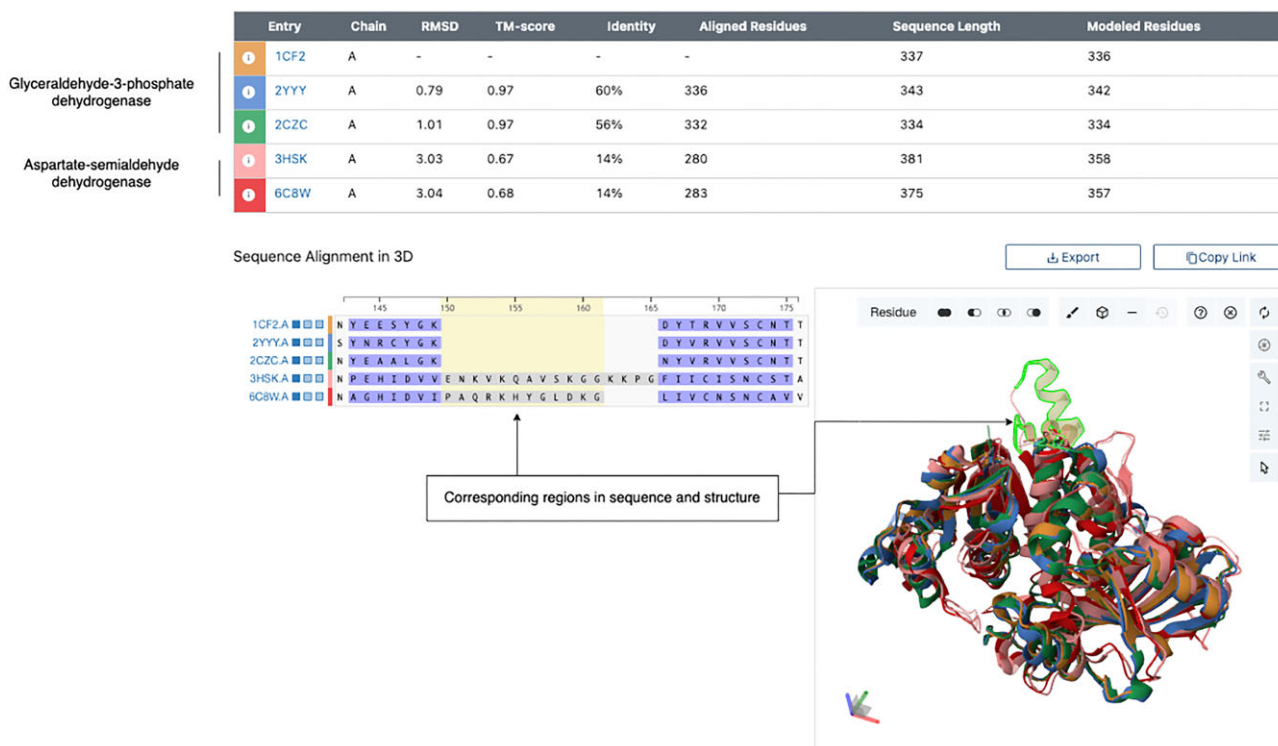 Entry Chain RMSD TM-score Identity Aligned Residues Sequence Length Modeled Residues
Glyceraldehyde-3-phosphate
dehydrogenase
1CF2 A - - - - 337 336
2YYY A 0.79 0.97 60% 336 343 342
2CZC A 1.01 0.97 56% 332 334 334
Aspartate-semialdehyde
dehydrogenase
3HSK A 3.03 0.67 14% 280 381 358
6C8W A 3.04 0.68 14% 283 375 357
Sequence Alignment in 3D
Export
Copy Link
145 150 155 160 165 170 175
1CF2.A N Y E E S Y G K D Y T R V V S C N T T
2YYY.A S Y N R C Y G K D Y V R V V S C N T T
2CZC.A N Y E A A L G K N Y V R V V S C N T T
3HSK.A N P E H I D V V E N K V K Q A V S K G G K K P G F I I C I S N C S T A
6C8W.A N A G H I D V I P A Q R K H Y G L D K G L I V C N S N C A V V
Residue
Corresponding regions in sequence and structure